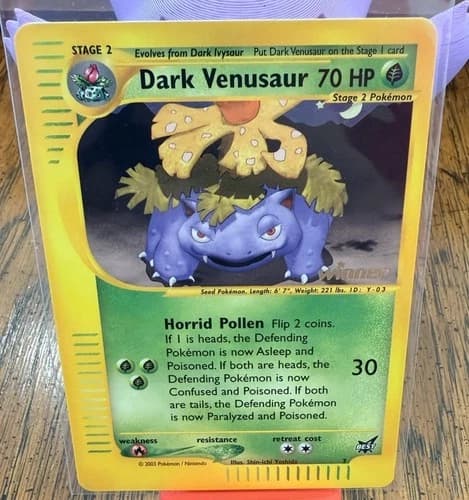 STAGE 2
Evolves from Dark Ivysaur Put Dark Venusaur on the Stage 1 card
Dark Venusaur 70 HP
Stage 2 Pokémon
Winner
Seed Pokémon. Length: 6' 7", Weight: 221 lbs. ID: Y-03
Horrid Pollen Flip 2 coins.
If 1 is heads, the Defending
Pokémon is now Asleep and
Poisoned. If both are heads, the
Defending Pokémon is now
Confused and Poisoned. If both
are tails, the Defending Pokémon
is now Paralyzed and Poisoned.
30
weakness resistance retreat cost
BEST
© 2003 Pokémon / Nintendo Illus. Shin-ichi Yoshida